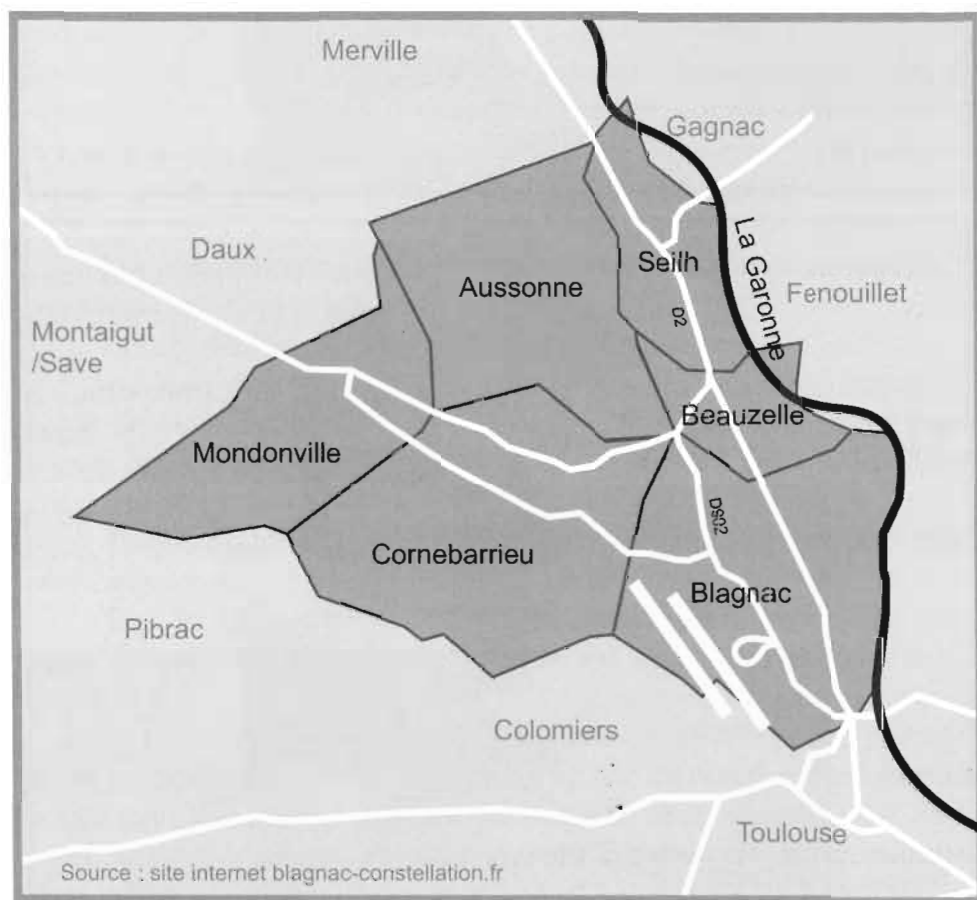 Merville
Gagnac
La Garonne
Daux
Seilh
Aussonne
Fenouillet
D2
Montaigut
/Save
Beauzelle
Mondonville
DS02
Cornebarrieu
Blagnac
Pibrac
Colomiers
Toulouse
Source : site internet blagnac-constellation.fr